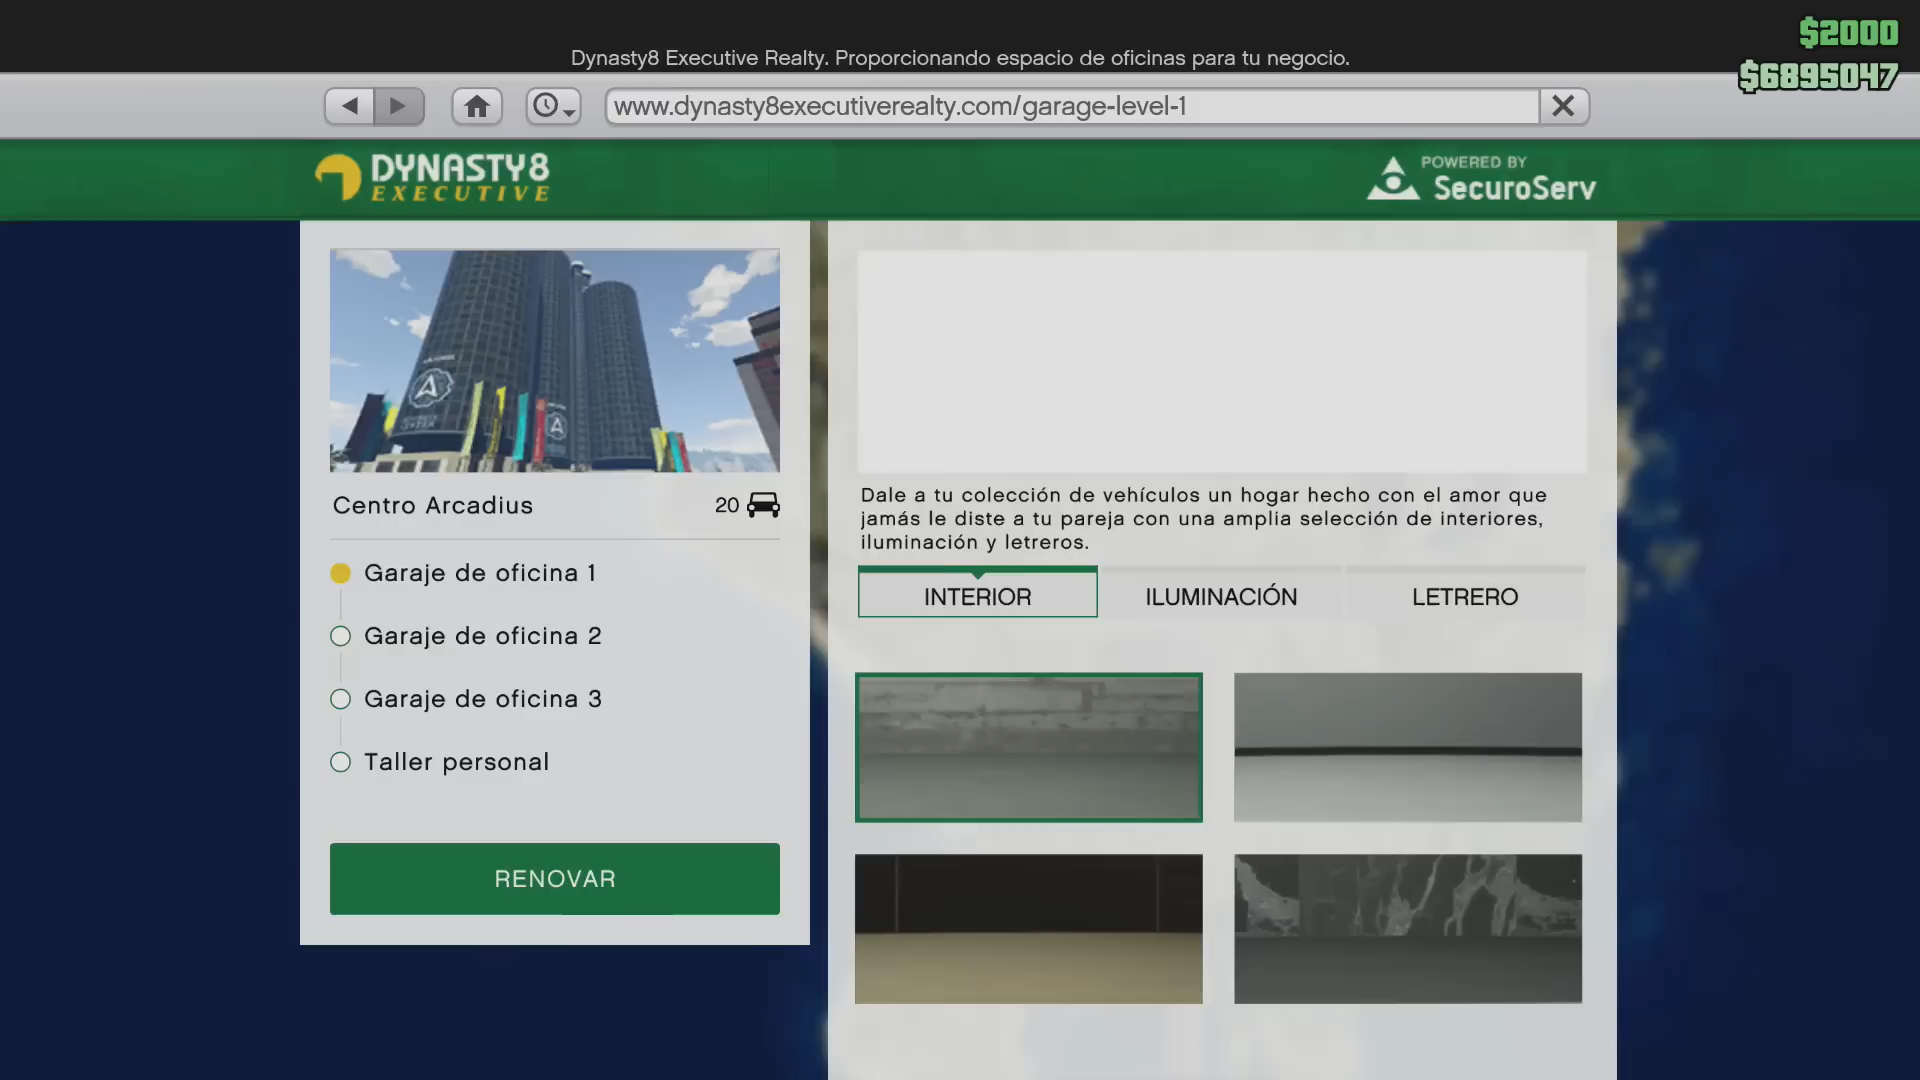 $2000
$6895047
Dynasty8 Executive Realty. Proporcionando espacio de oficinas para tu negocio.
www.dynasty8executiverealty.com/garage-level-1
DYNASTY8
EXECUTIVE
POWERED BY
SecuroServ
Centro Arcadius
20
Garaje de oficina 1
Garaje de oficina 2
Garaje de oficina 3
Taller personal
RENOVAR
Dale a tu colección de vehículos un hogar hecho con el amor que
jamás le diste a tu pareja con una amplia selección de interiores,
iluminación y letreros.
INTERIOR
ILUMINACIÓN
LETRERO